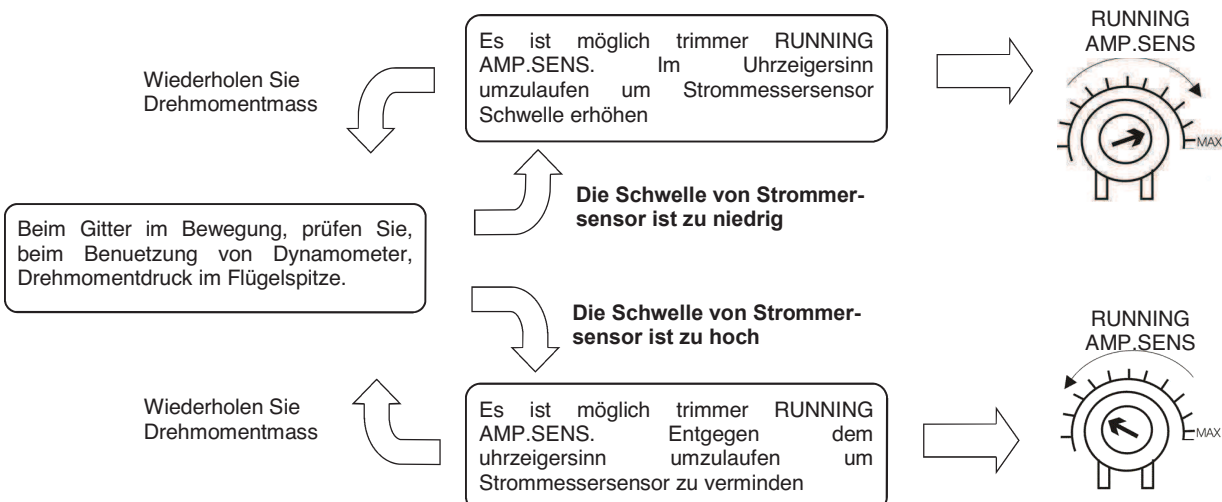 Es ist möglich trimmer RUNNING
AMP.SENS. Im Uhrzeigersinn
umzulaufen um Strommessersensor
Schwelle erhöhen
RUNNING
AMP.SENS
MAX
Wiederholen Sie
Drehmomentmass
Die Schwelle von Strommer-
sensor ist zu niedrig
Beim Gitter im Bewegung, prüfen Sie,
beim Benuetzung von Dynamometer,
Drehmomentdruck im Flügelspitze.
Die Schwelle von Strommer-
sensor ist zu hoch
Wiederholen Sie
Drehmomentmass
Es ist möglich trimmer RUNNING
AMP.SENS. Entgegen dem
uhrzeigersinn umzulaufen um
Strommessersensor zu verminden
RUNNING
AMP.SENS
MAX